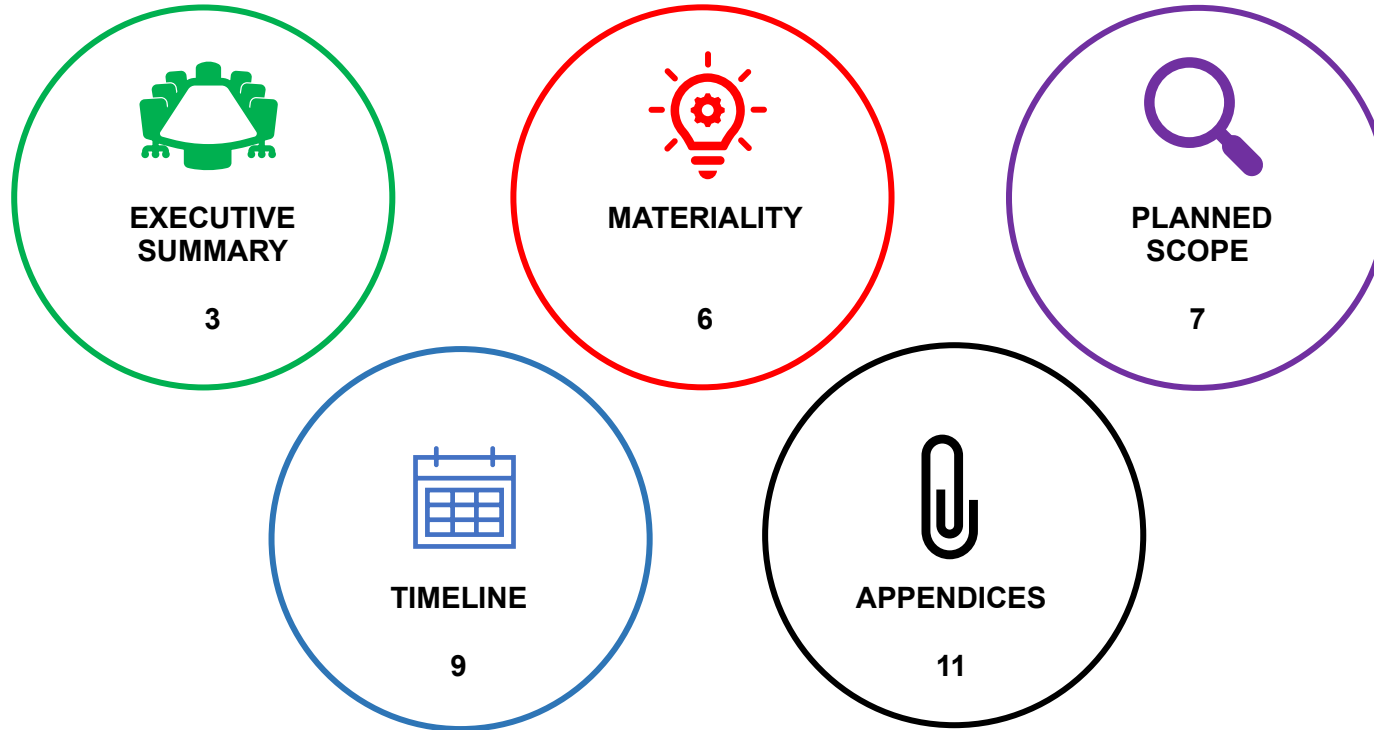 EXECUTIVE
SUMMARY
3
MATERIALITY
6
PLANNED
SCOPE
7
TIMELINE
9
APPENDICES
11